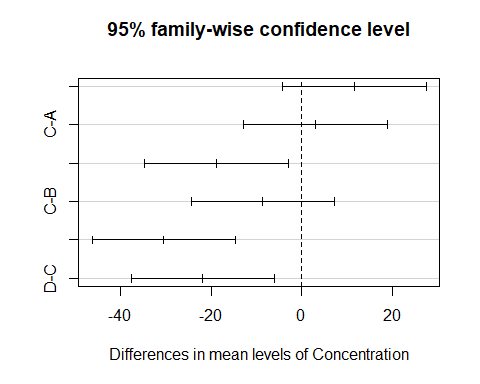 95% family-wise confidence level
C-A
C-B
D-C
-40 -20 0 20
Differences in mean levels of Concentration